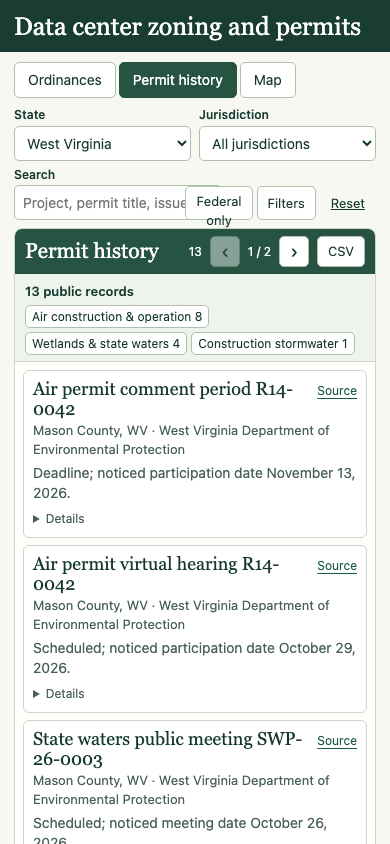 Data center zoning and permits
Ordinances
Permit history
Map
State
Jurisdiction
West Virginia
All jurisdictions
Search
Project, permit title, issue
Federal
only
Filters
Reset
Permit history
13
‹
1 / 2
›
CSV
13 public records
Air construction & operation 8
Wetlands & state waters 4
Construction stormwater 1
Air permit comment period R14-
0042
Source
Mason County, WV · West Virginia Department of
Environmental Protection
Deadline; noticed participation date November 13,
2026.
Details
Air permit virtual hearing R14-
0042
Source
Mason County, WV · West Virginia Department of
Environmental Protection
Scheduled; noticed participation date October 29,
2026.
Details
State waters public meeting SWP-
26-0003
Source
Mason County, WV · West Virginia Department of
Environmental Protection
Scheduled; noticed meeting date October 26,
2026.